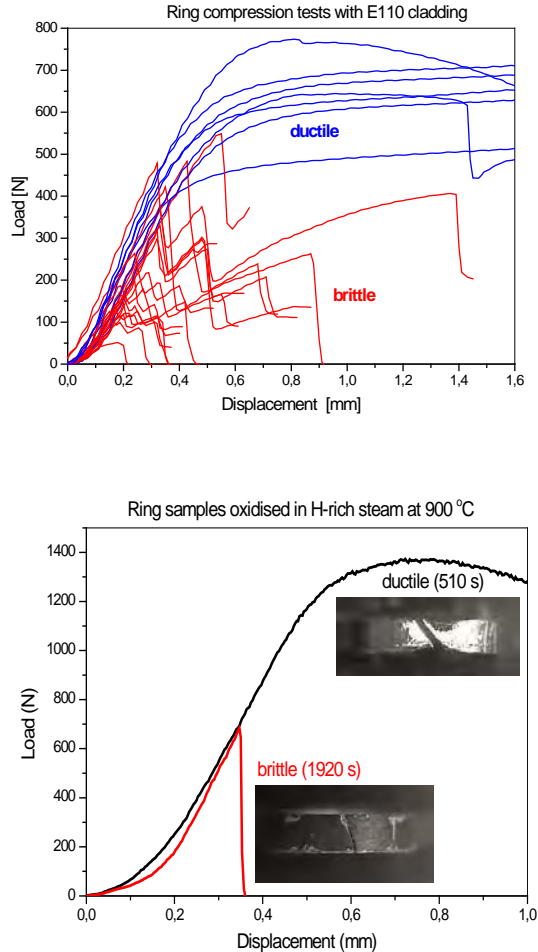 Ring compression tests with E110 cladding
800
700
600
500
400
300
200
100
0
Load [N]
ductile
brittle
0,0 0,2 0,4 0,6 0,8 1,0 1,2 1,4 1,6
Displacement [mm]
Ring samples oxidised in H-rich steam at 900 °C
1400
1200
1000
800
600
400
200
0
Load (N)
ductile (510 s)
brittle (1920 s)
0,0 0,2 0,4 0,6 0,8 1,0
Displacement (mm)